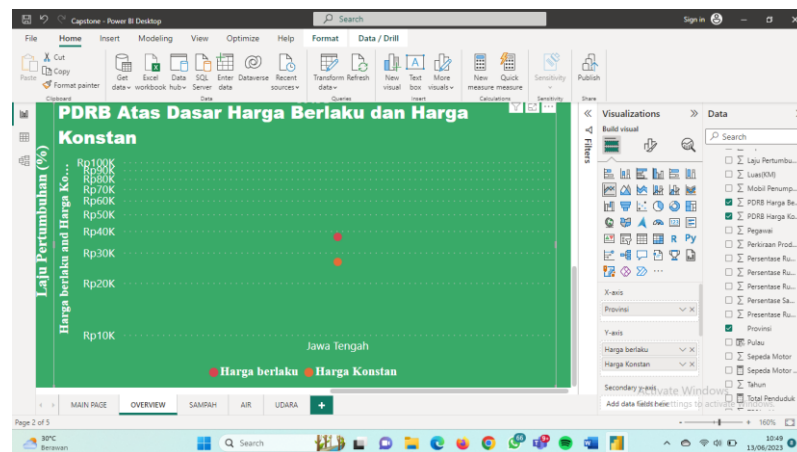 Capstone - Power BI Desktop
Search
Sign in
File Home Insert Modeling View Optimize Help Format Data / Drill
Paste
Cut
Copy
Format painter
Get data
Excel workbook
Data hub
SQL Server
Enter data
Dataverse
Recent sources
Transform data
Refresh
New visual
Text box
More visuals
New measure
Quick measure
Sensitivity
Publish
Clipboard
Data
Queries
Insert
Calculations
Sensitivity
Share
PDRB Atas Dasar Harga Berlaku dan Harga
Konstan
Laju Pertumbuhan (%)
Harga berlaku and Harga Ko...
Rp100K
Rp90K
Rp80K
Rp70K
Rp60K
Rp50K
Rp40K
Rp30K
Rp20K
Rp10K
Jawa Tengah
Harga berlaku Harga Konstan
Filters
Visualizations
Build visual
X-axis
Provinsi
Y-axis
Harga berlaku
Harga Konstan
Secondary y-axis
Add data fields here
Data
Search
Laju Pertumbu...
Luas(KM)
Mobil Penump...
PDRB Harga Be...
PDRB Harga Ko...
Pegawai
Perkiraan Prod...
Persentase Ru...
Persentase Ru...
Persentase Ru...
Persentase Sa...
Presentase Ru...
Provinsi
Pulau
Sepeda Motor
Sepeda Motor ...
Tahun
Total Penduduk
MAIN PAGE OVERVIEW SAMPAH AIR UDARA
Page 2 of 5
160%
30°C
Berawan
Search
10:49
13/06/2023